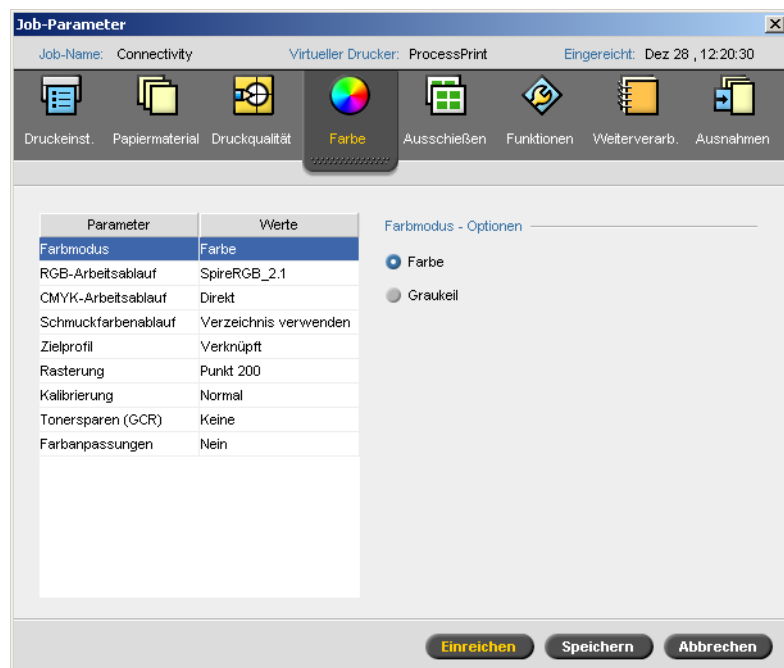 Job-Parameter
Job-Name: Connectivity Virtueller Drucker: ProcessPrint Eingereicht: Dez 28 , 12:20:30
Druckeinst. Papiermaterial Druckqualität Farbe Ausschießen Funktionen Weiterverarb. Ausnahmen
Parameter Werte
Farbmodus Farbe
RGB-Arbeitsablauf SpireRGB_2.1
CMYK-Arbeitsablauf Direkt
Schmuckfarbenablauf Verzeichnis verwenden
Zielprofil Verknüpft
Rasterung Punkt 200
Kalibrierung Normal
Tonersparen (GCR) Keine
Farbanpassungen Nein
Farbmodus - Optionen
Farbe
Graukeil
Einreichen Speichern Abbrechen